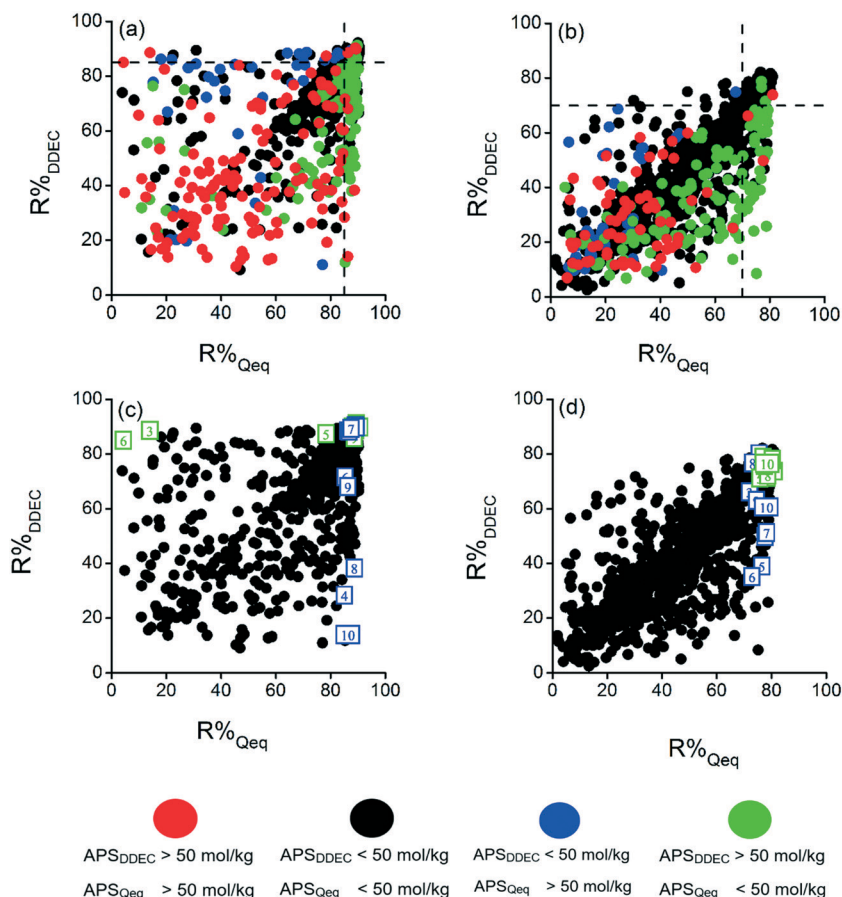 (a)
(b)
100
80
60
40
20
0
R%DDEC
0 20 40 60 80 100
R%Qeq
100
80
60
40
20
0
R%DDEC
0 20 40 60 80 100
R%Qeq
(c)
(d)
100
80
60
40
20
0
R%DDEC
6
3
5
7
9
8
4
10
0 20 40 60 80 100
R%Qeq
100
80
60
40
20
0
R%DDEC
8
10
10
7
5
6
0 20 40 60 80 100
R%Qeq
APSDDEC > 50 mol/kg
APSQeq > 50 mol/kg
APSDDEC < 50 mol/kg
APSQeq < 50 mol/kg
APSDDEC < 50 mol/kg
APSQeq > 50 mol/kg
APSDDEC > 50 mol/kg
APSQeq < 50 mol/kg